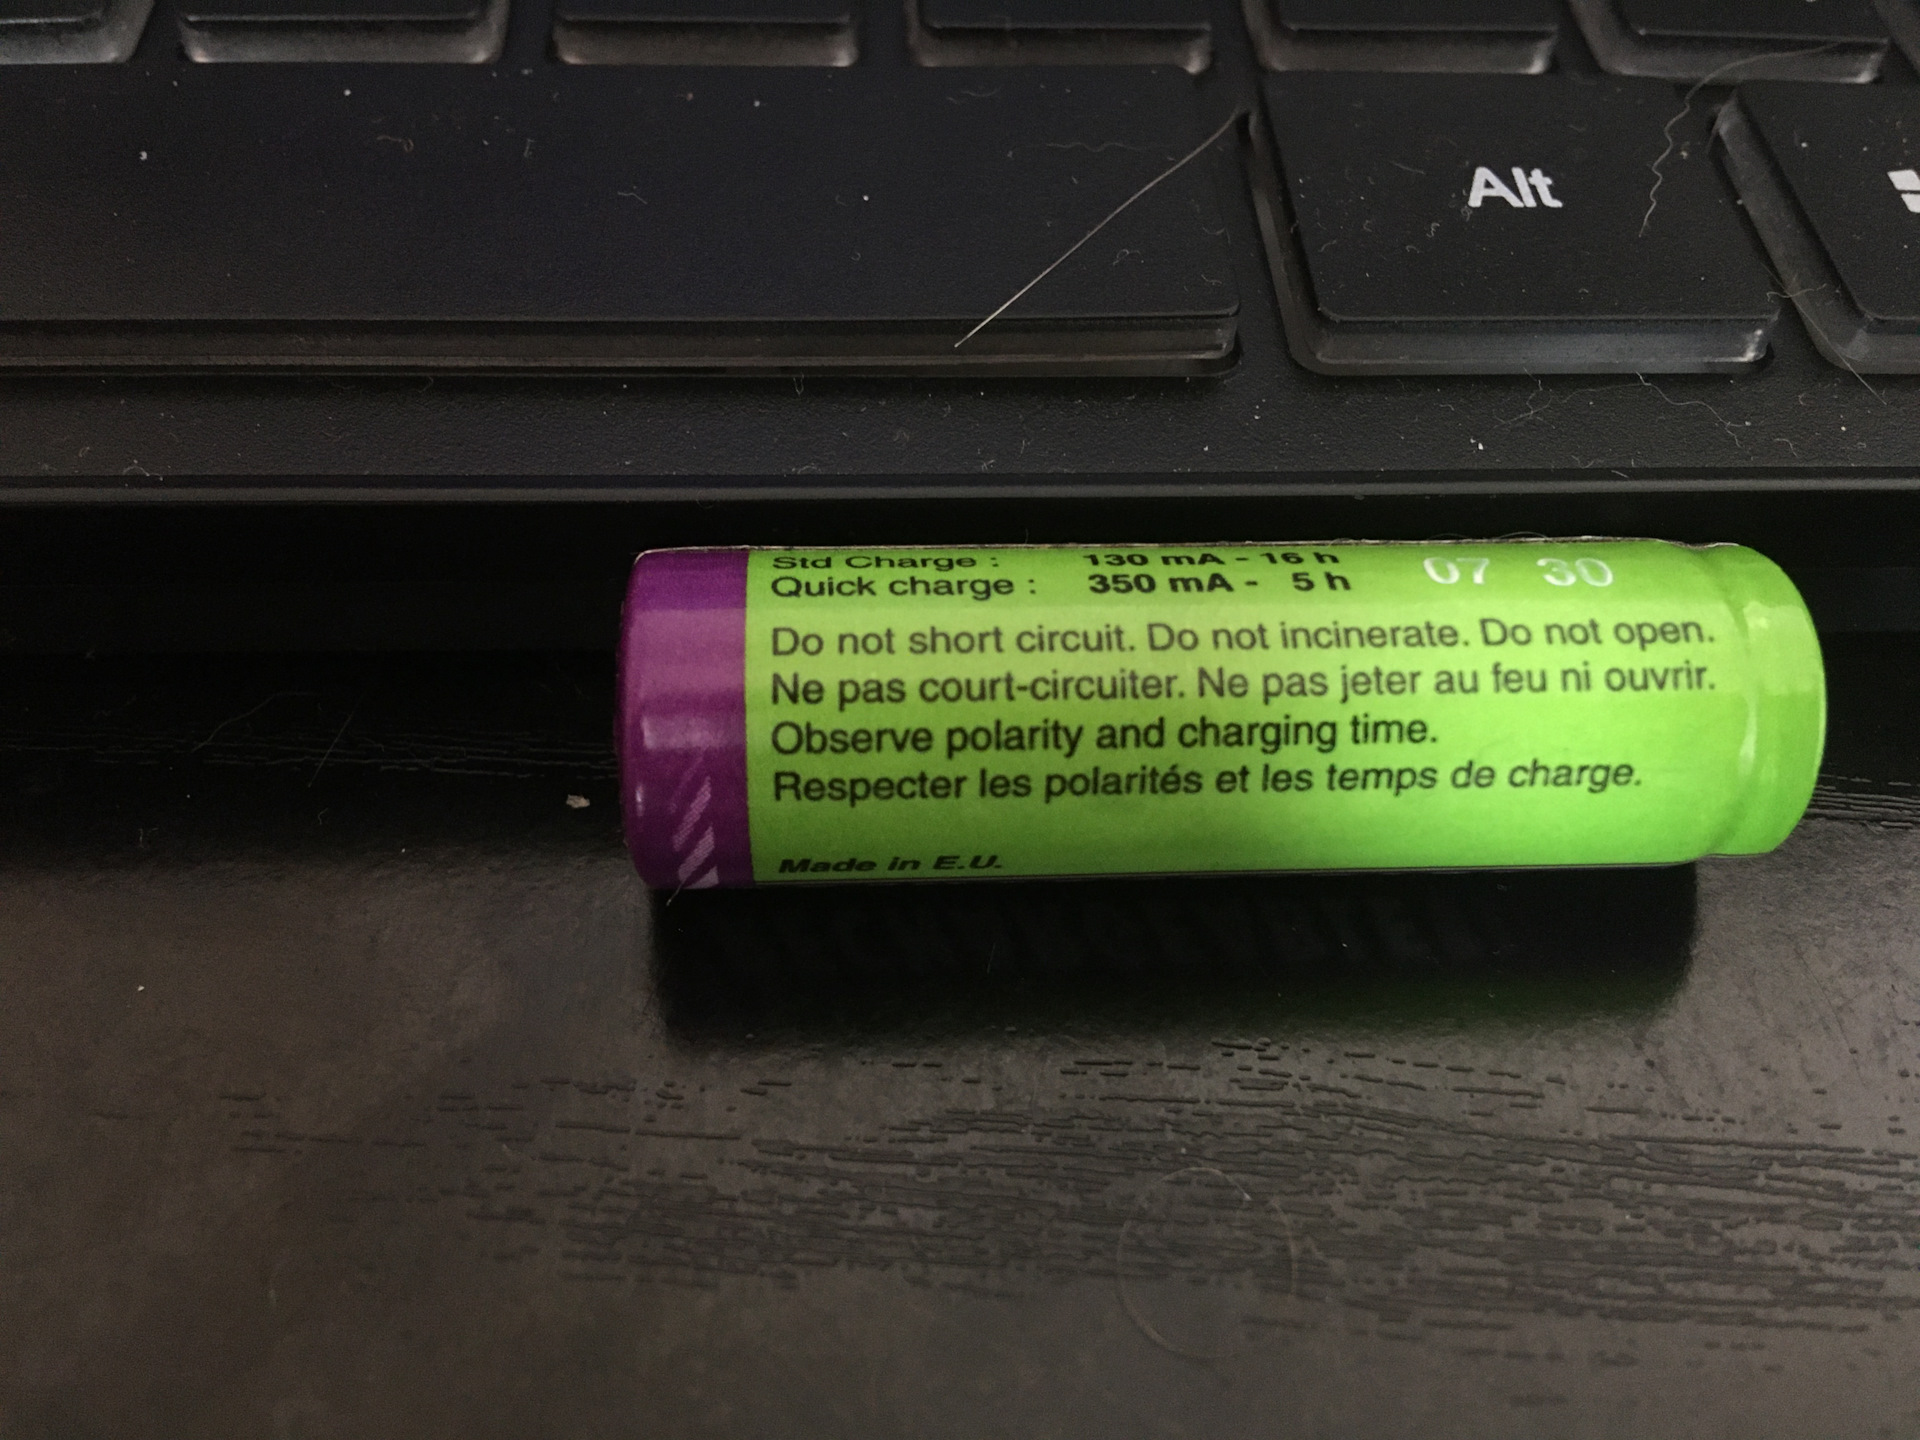 Alt
Std Charge : 130 mA - 16 h
Quick charge : 350 mA - 5 h
07 30
Do not short circuit. Do not incinerate. Do not open.
Ne pas court-circuiter. Ne pas jeter au feu ni ouvrir.
Observe polarity and charging time.
Respecter les polarités et les temps de charge.
Made in E.U.